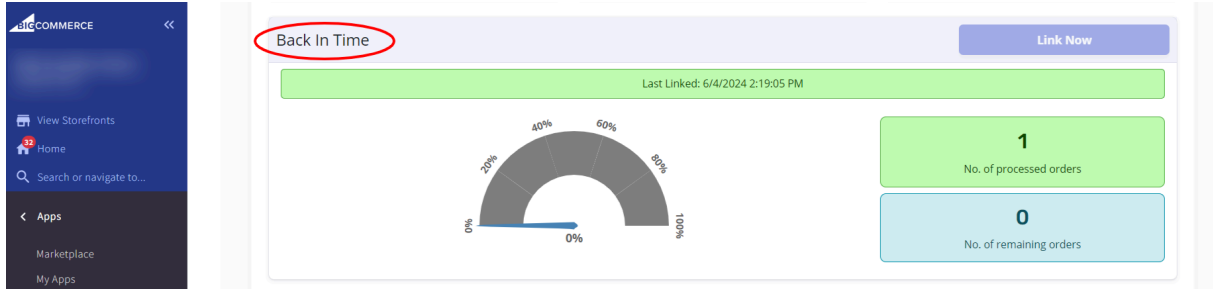 BIGCOMMERCE
View Storefronts
32
Home
Search or navigate to...
Apps
Marketplace
My Apps
Back In Time
Link Now
Last Linked: 6/4/2024 2:19:05 PM
0%
20%
40%
60%
80%
100%
0%
1
No. of processed orders
0
No. of remaining orders